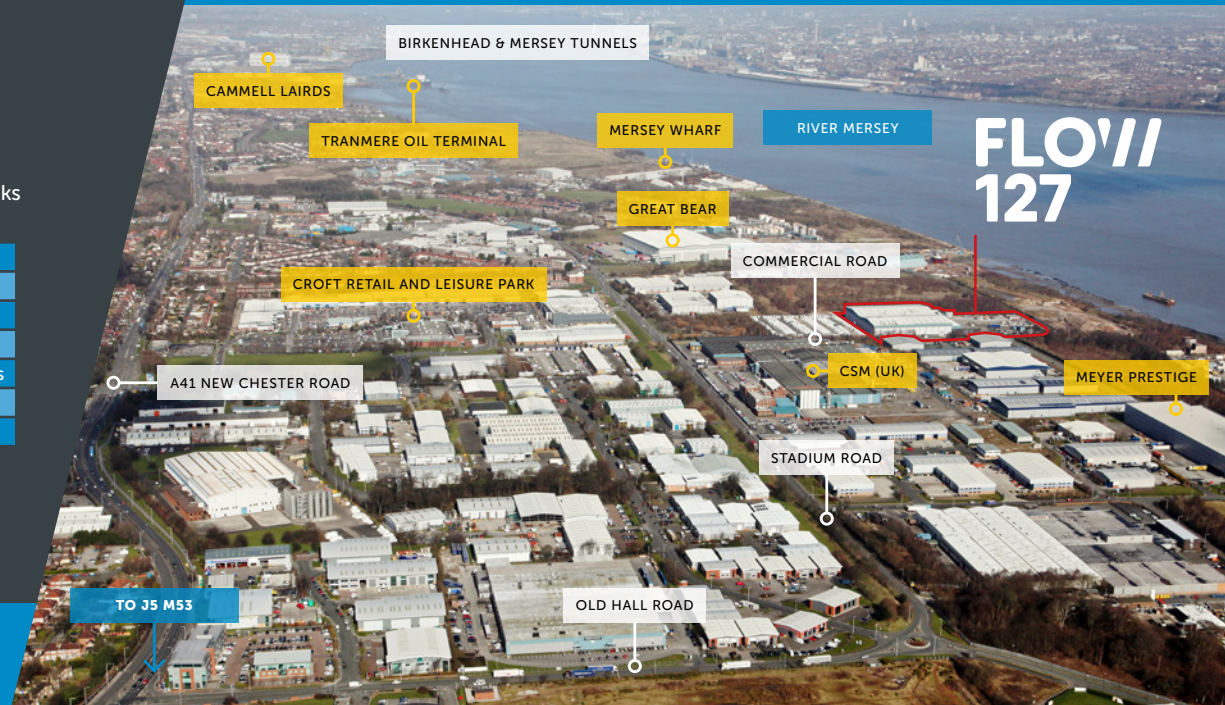 BIRKENHEAD & MERSEY TUNNELS
CAMMELL LAIRDS
TRANMERE OIL TERMINAL
MERSEY WHARF
RIVER MERSEY
FLOW
127
ks
GREAT BEAR
COMMERCIAL ROAD
CROFT RETAIL AND LEISURE PARK
CSM (UK)
s
A41 NEW CHESTER ROAD
MEYER PRESTIGE
STADIUM ROAD
TO J5 M53
OLD HALL ROAD